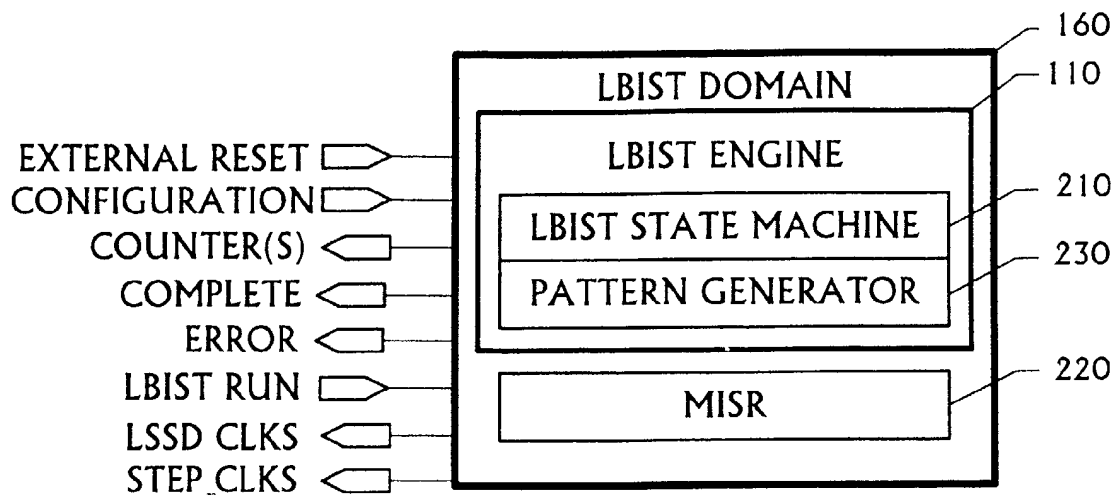 160
LBIST DOMAIN
110
LBIST ENGINE
EXTERNAL RESET
CONFIGURATION
210
LBIST STATE MACHINE
COUNTER(S)
230
COMPLETE
PATTERN GENERATOR
ERROR
220
LBIST RUN
MISR
LSSD CLKS
STEP CLKS